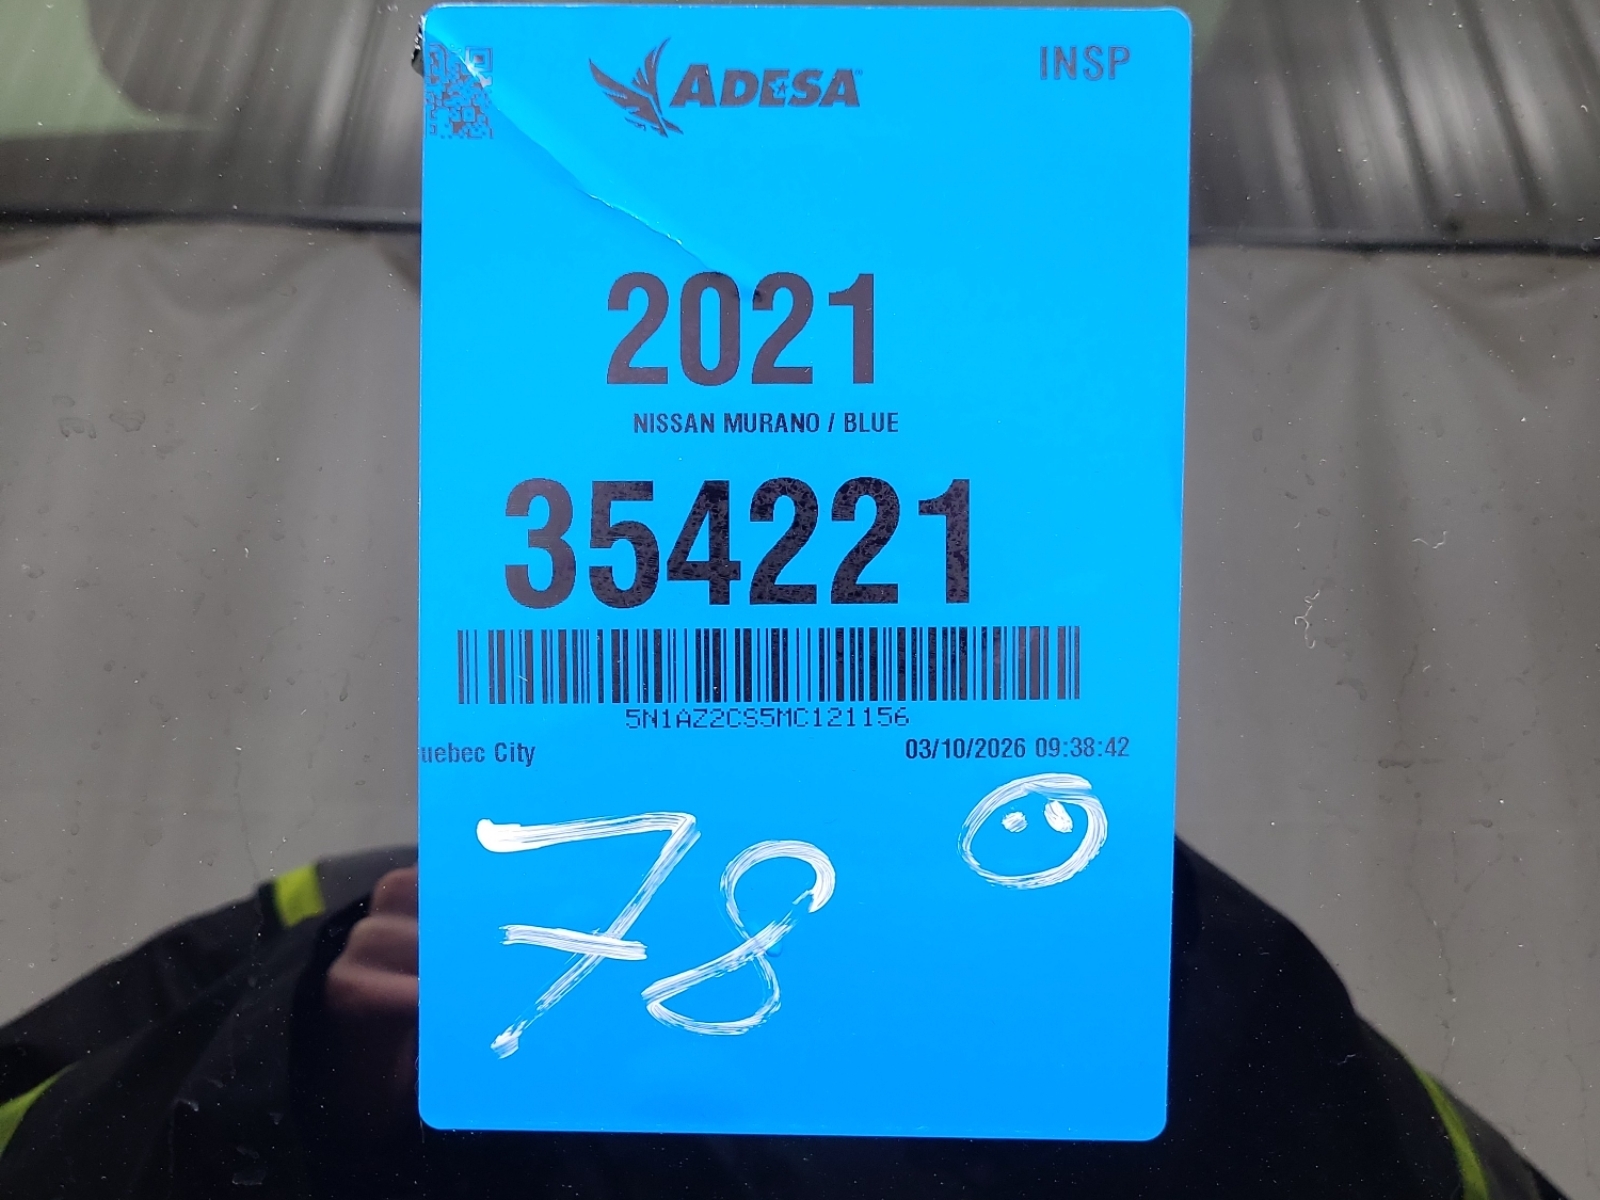 ADESA
INSP
2021
NISSAN MURANO / BLUE
354221
5N1AZ2CS5MC121156
uebec City
03/10/2026 09:38:42
78